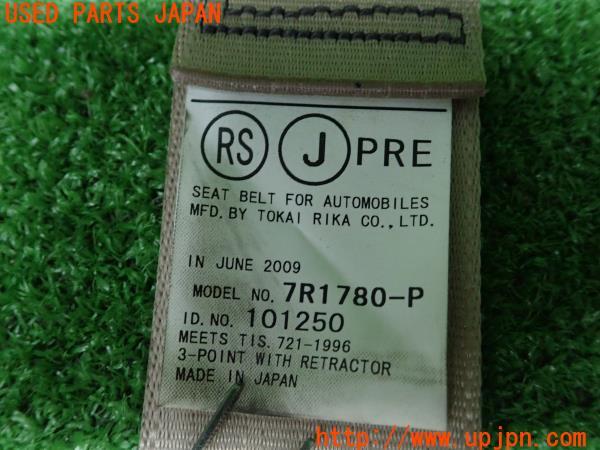 USED PARTS JAPAN
RS J PRE
SEAT BELT FOR AUTOMOBILES
MFD. BY TOKAI RIKA CO., LTD.
IN JUNE 2009
MODEL NO. 7R1780-P
ID. NO. 101250
MEETS TIS. 721-1996
3-POINT WITH RETRACTOR
MADE IN JAPAN
http://www.upjpn.com